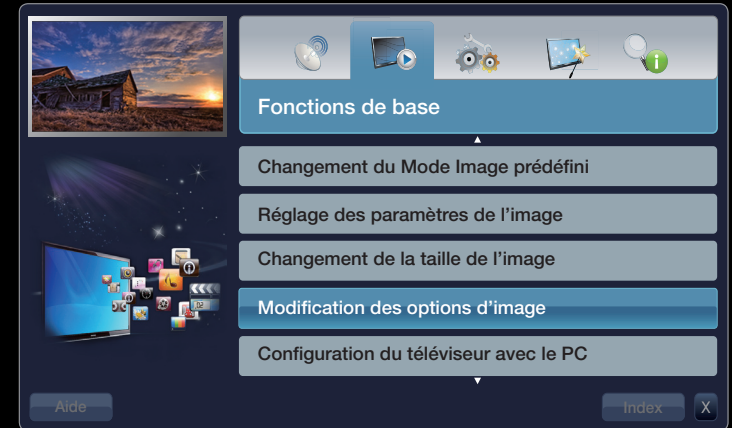 Fonctions de base
Changement du Mode Image prédéfini
Réglage des paramètres de l’image
Changement de la taille de l’image
Modification des options d’image
Configuration du téléviseur avec le PC
Aide
Index
X